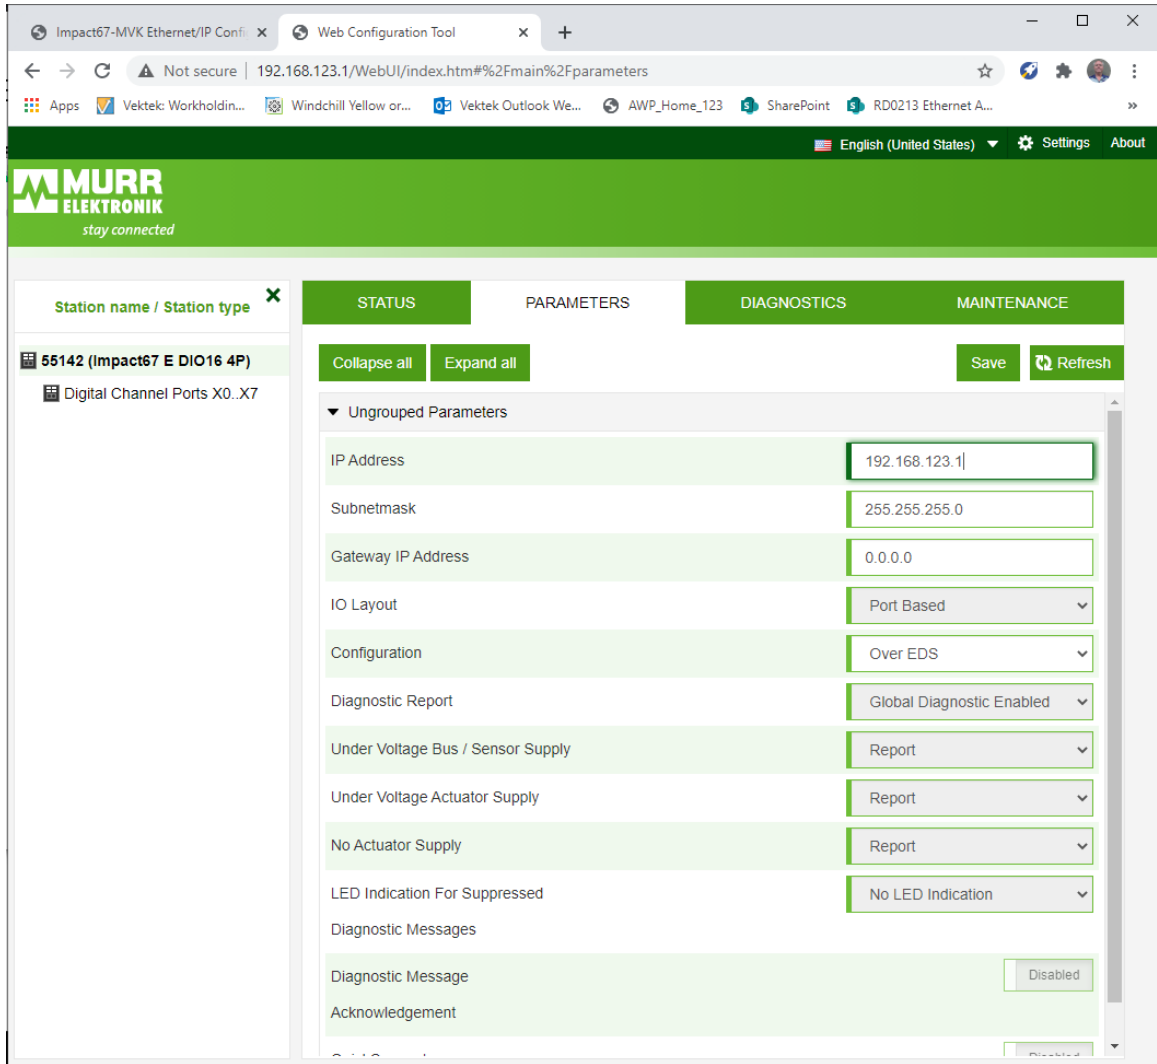 Impact67-MVK Ethernet/IP Confi
Web Configuration Tool
Not secure | 192.168.123.1/WebUI/index.htm#%2Fmain%2Fparameters
Apps Vektek: Workholdin... Windchill Yellow or... Vektek Outlook We... AWP_Home_123 SharePoint RD0213 Ethernet A... »
English (United States) Settings About
MURR
ELEKTRONIK
stay connected
Station name / Station type
55142 (Impact67 E DIO16 4P)
Digital Channel Ports X0..X7
STATUS PARAMETERS DIAGNOSTICS MAINTENANCE
Collapse all Expand all Save Refresh
Ungrouped Parameters
IP Address 192.168.123.1
Subnetmask 255.255.255.0
Gateway IP Address 0.0.0.0
IO Layout Port Based
Configuration Over EDS
Diagnostic Report Global Diagnostic Enabled
Under Voltage Bus / Sensor Supply Report
Under Voltage Actuator Supply Report
No Actuator Supply Report
LED Indication For Suppressed No LED Indication
Diagnostic Messages
Diagnostic Message Disabled
Acknowledgement